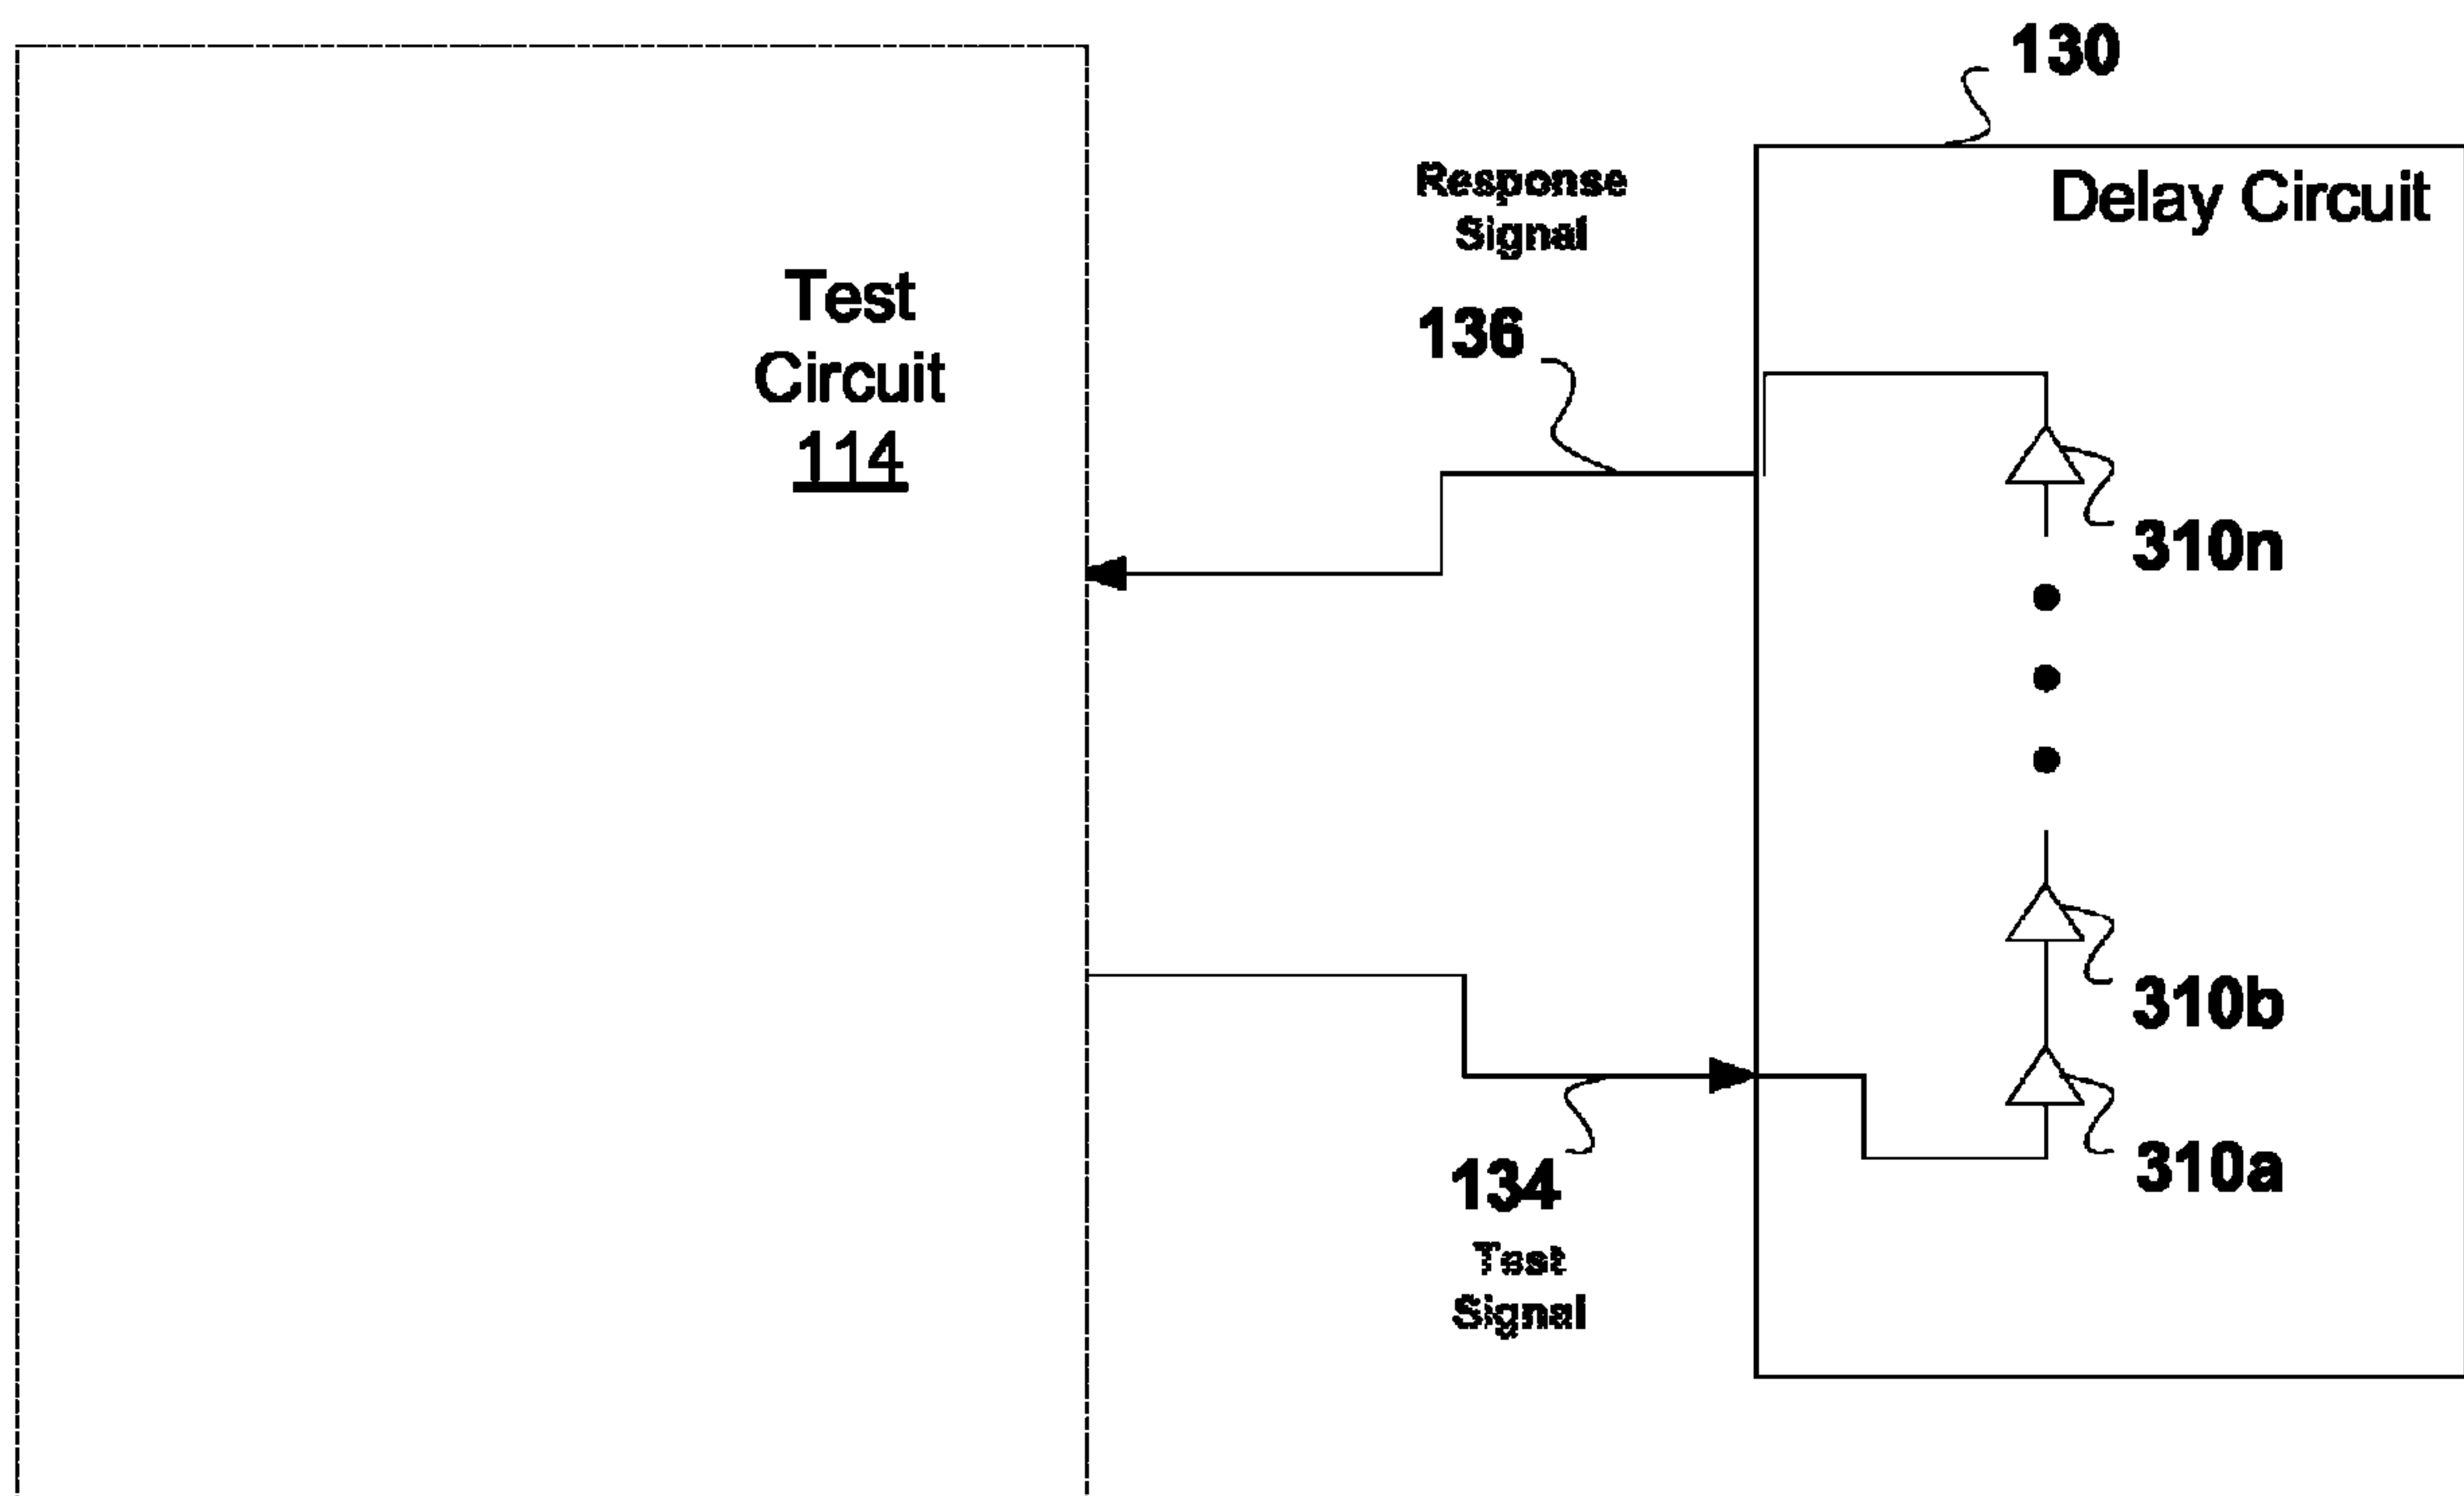 130
Delay Circuit
Response
Signal
136
Test
Circuit
114
310n
310b
310a
134
Test
Signal